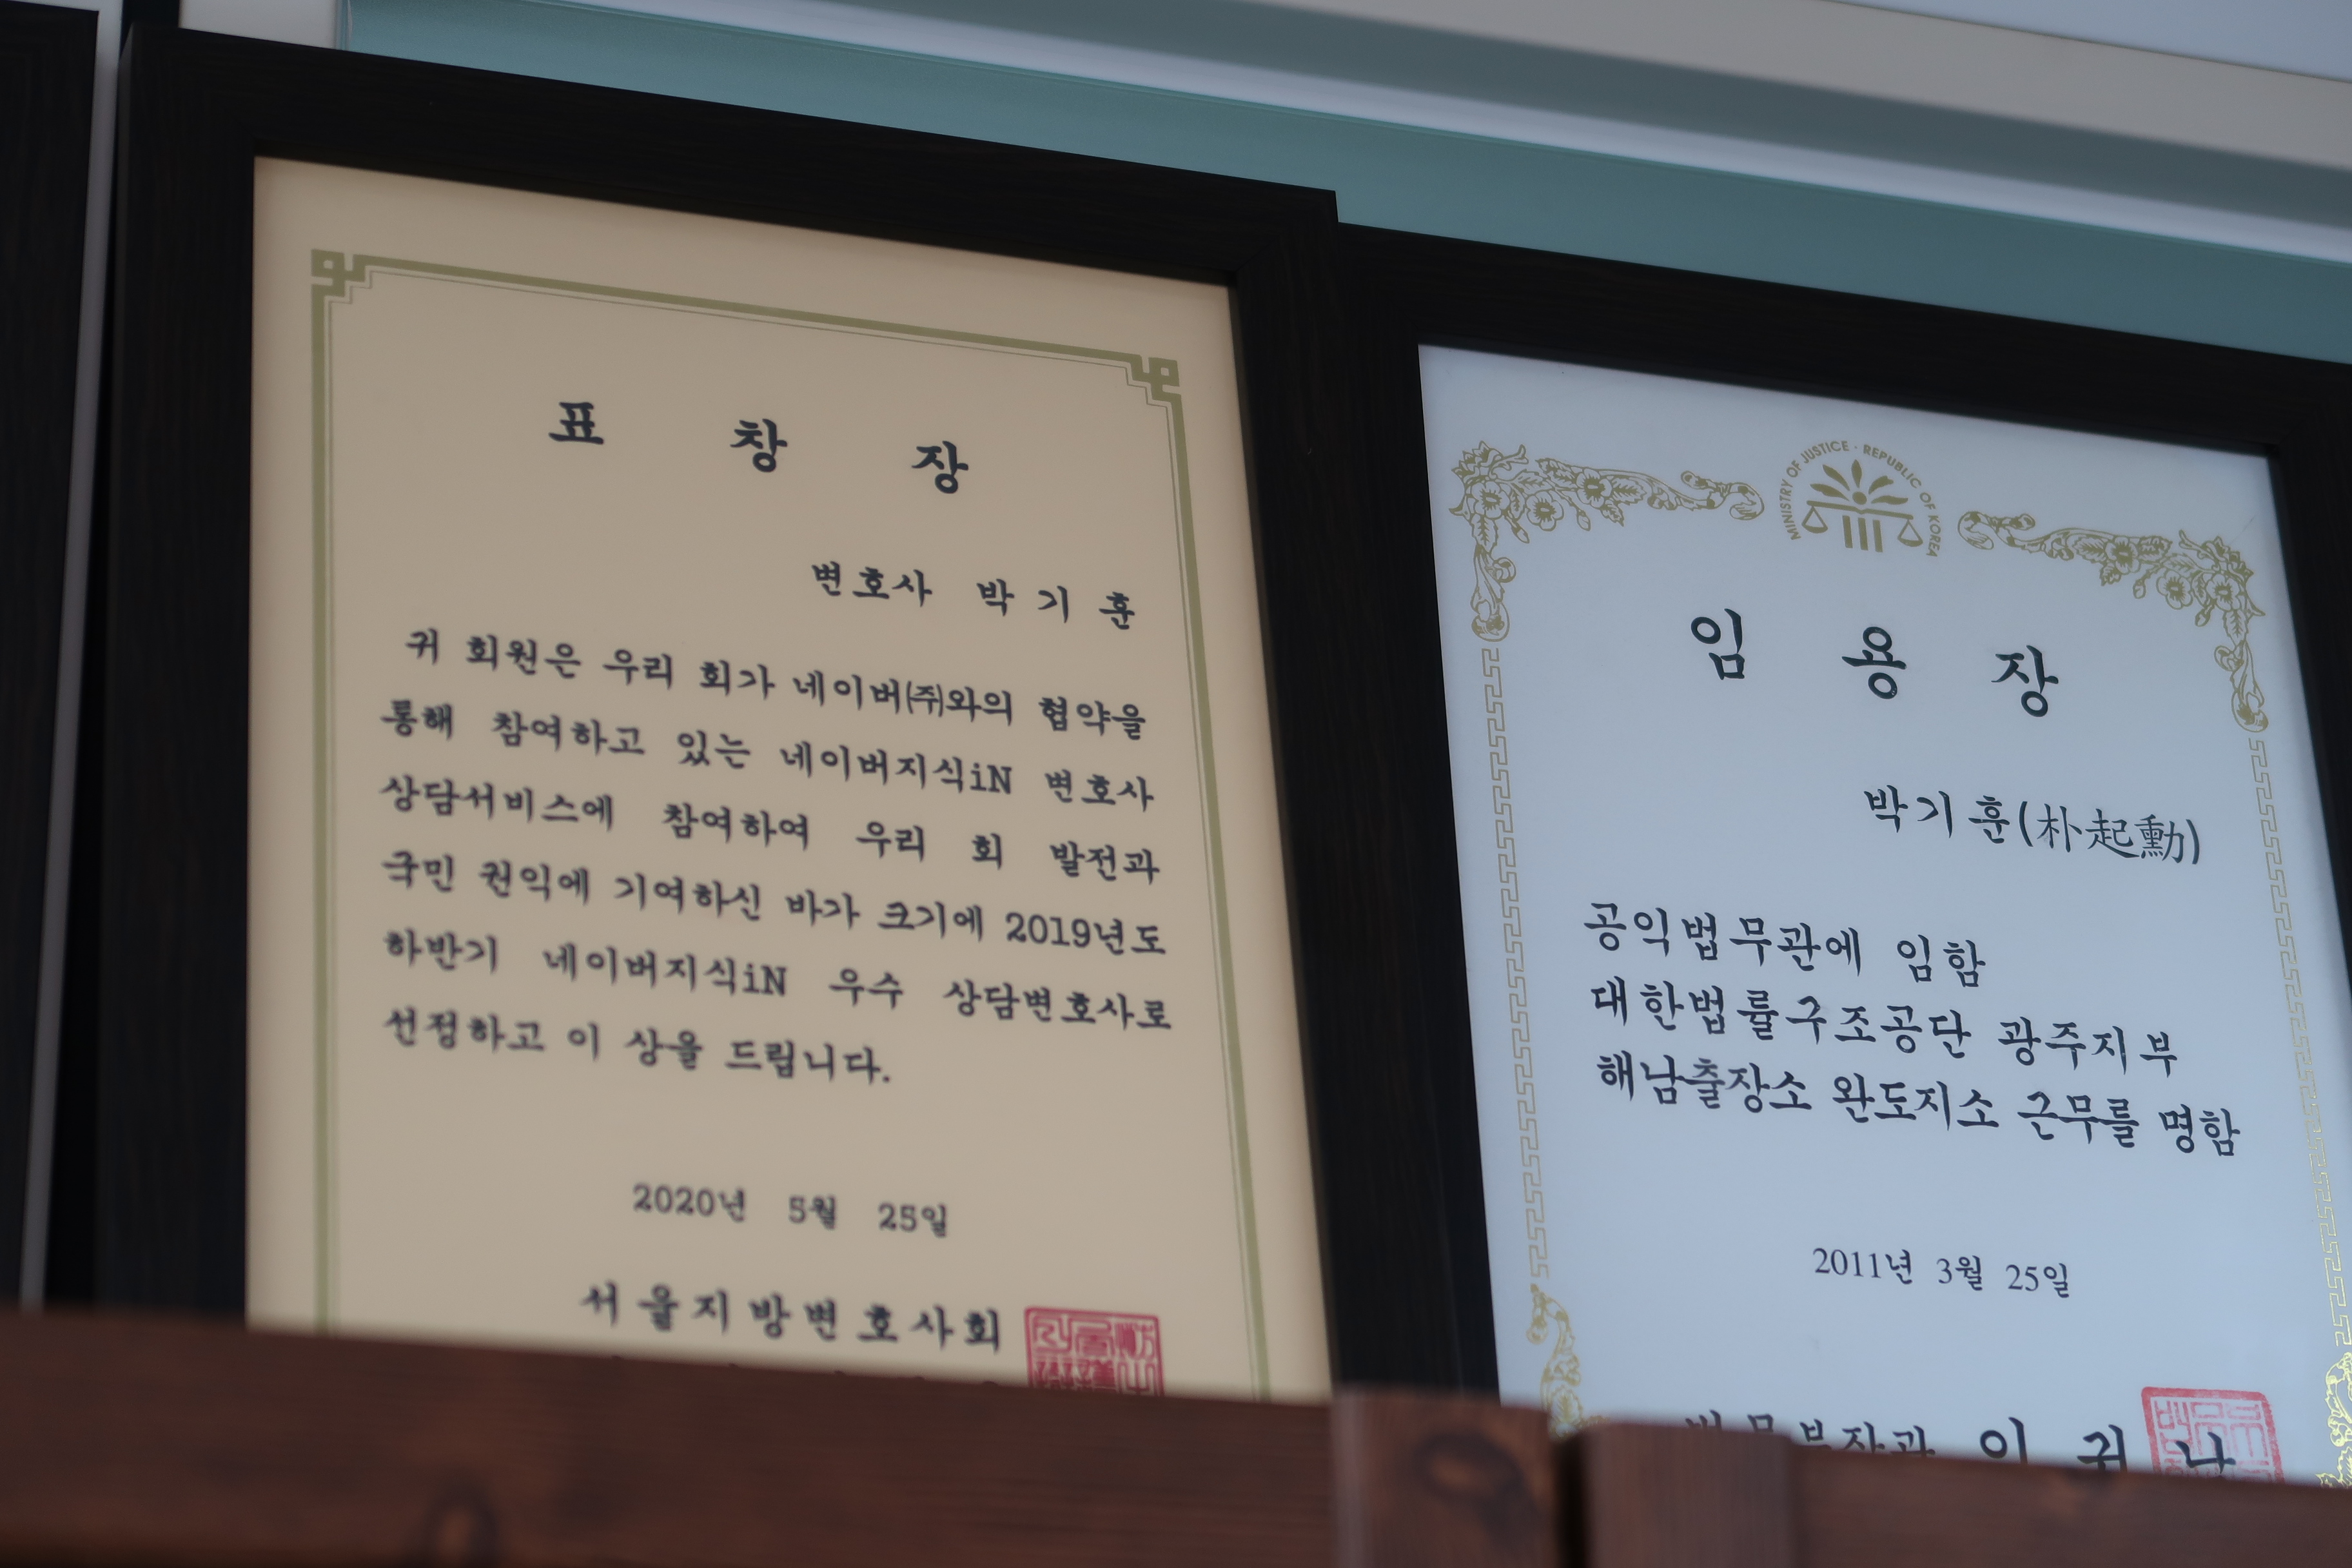 표 창 장
변호사 박 기 훈
귀 회원은 우리 회가 네이버㈜와의 협약을
통해 참여하고 있는 네이버지식iN 변호사
상담서비스에 참여하여 우리 회 발전과
국민 권익에 기여하신 바가 크기에 2019년도
하반기 네이버지식iN 우수 상담변호사로
선정하고 이 상을 드립니다.
2020년 5월 25일
서울지방변호사회
MINISTRY OF JUSTICE · REPUBLIC OF KOREA
임 용 장
박기훈(朴起勳)
공익법무관에 임함
대한법률구조공단 광주지부
해남출장소 완도지소 근무를 명함
2011년 3월 25일
법무부장관 이 귀 남